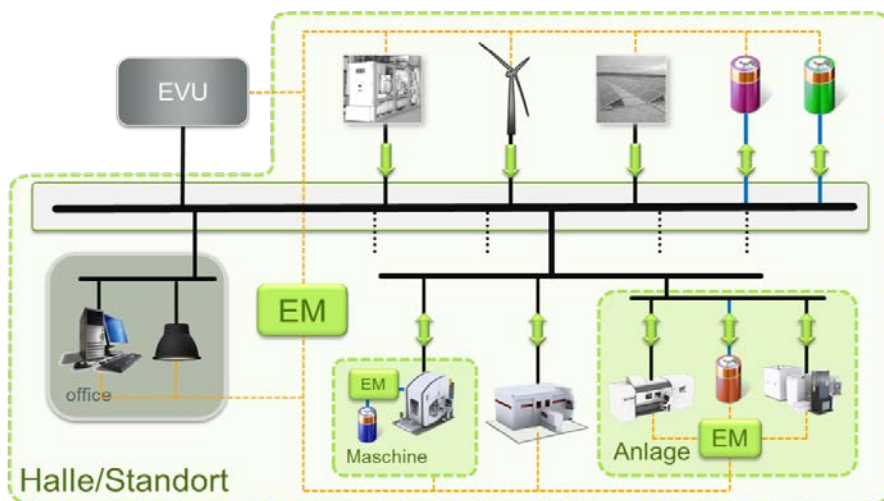 EVU
EM
office
EM
Maschine
Anlage
EM
Halle/Standort